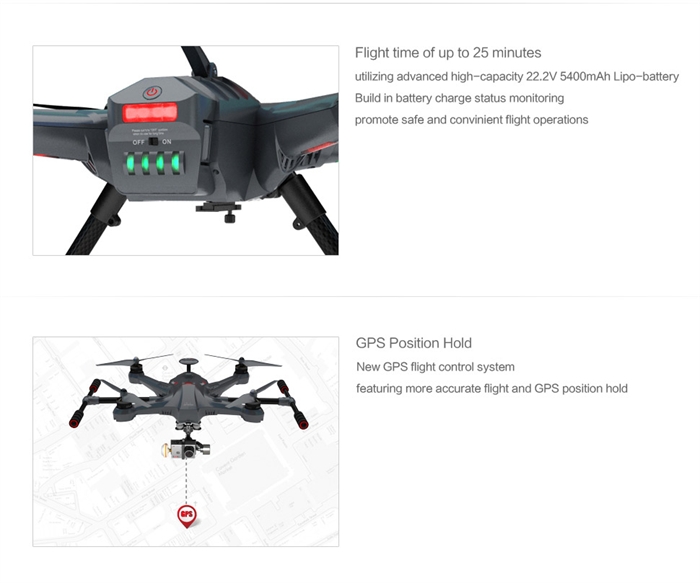 Flight time of up to 25 minutes
utilizing advanced high-capacity 22.2V 5400mAh Lipo-battery
Build in battery charge status monitoring
promote safe and convinient flight operations
OFF ON
GPS Position Hold
New GPS flight control system
featuring more accurate flight and GPS position hold
GPS